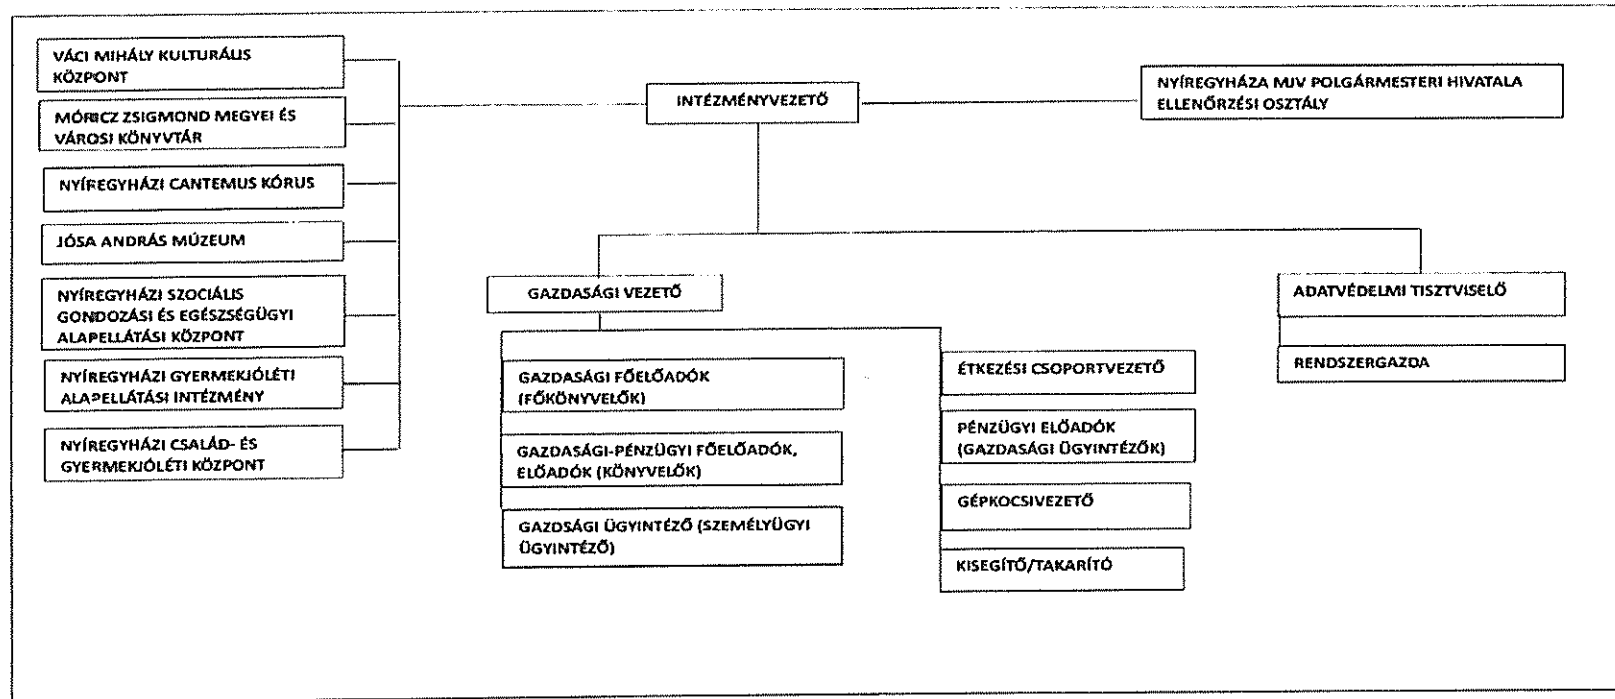 VÁCI MIHÁLY KULTURÁLIS
KÖZPONT
MÓRICZ ZSIGMOND MEGYEI ÉS
VÁROSI KÖNYVTÁR
NYÍREGYHÁZI CANTEMUS KÓRUS
JÓSA ANDRÁS MÚZEUM
NYÍREGYHÁZI SZOCIÁLIS
GONDOZÁSI ÉS EGÉSZSÉGÜGYI
ALAPELLÁTÁSI KÖZPONT
NYÍREGYHÁZI GYERMEKJÓLÉTI
ALAPELLÁTÁSI INTÉZMÉNY
NYÍREGYHÁZI CSALÁD- ÉS
GYERMEKJÓLÉTI KÖZPONT
INTÉZMÉNYVEZETŐ
NYÍREGYHÁZA MJV POLGÁRMESTERI HIVATALA
ELLENŐRZÉSI OSZTÁLY
GAZDASÁGI VEZETŐ
GAZDASÁGI FŐELŐADÓK
(FŐKÖNYVELŐK)
GAZDASÁGI-PÉNZÜGYI FŐELŐADÓK,
ELŐADÓK (KÖNYVELŐK)
GAZDSÁGI ÜGYINTÉZŐ (SZEMÉLYÜGYI
ÜGYINTÉZŐ)
ÉTKEZÉSI CSOPORTVEZETŐ
PÉNZÜGYI ELŐADÓK
(GAZDASÁGI ÜGYINTÉZŐK)
GÉPKOCSIVEZETŐ
KISEGÍTŐ/TAKARÍTÓ
ADATVÉDELMI TISZTVISELŐ
RENDSZERGAZDA